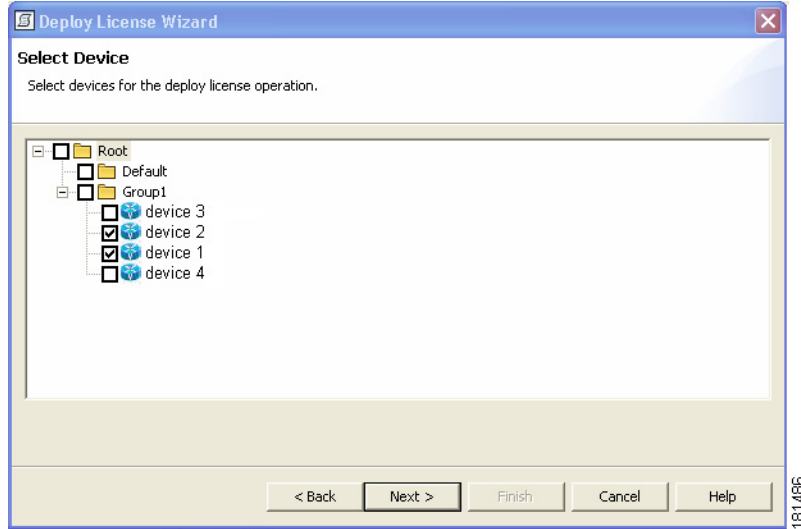 Deploy License Wizard
Select Device
Select devices for the deploy license operation.
Root
Default
Group1
device 3
device 2
device 1
device 4
< Back
Next >
Finish
Cancel
Help
181486